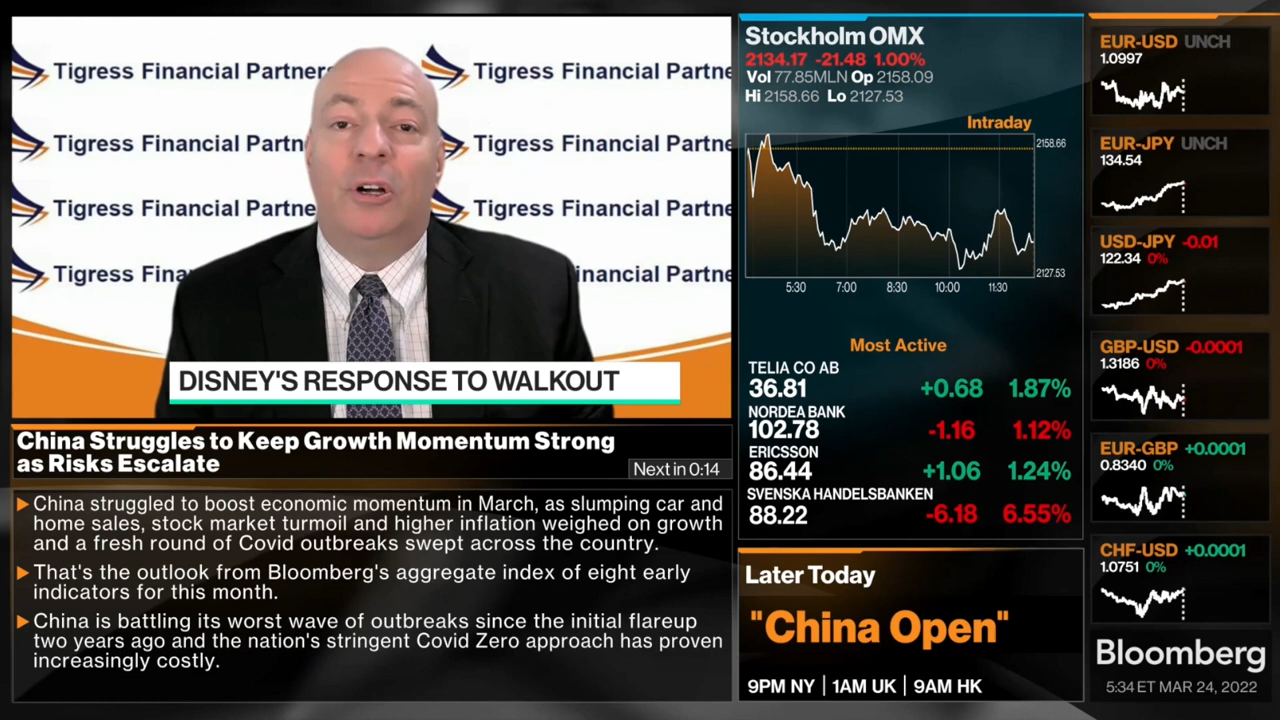 Tigress Financial Partners
Tigress Financial Partne
Tigress Financial Partn
Tigress Financial Partne
Tigress Financial Partne
Tigress Financial Partne
Tigress Fina
inancial Partne
DISNEY'S RESPONSE TO WALKOUT
China Struggles to Keep Growth Momentum Strong
as Risks Escalate
Next in 0:14
China struggled to boost economic momentum in March, as slumping car and
home sales, stock market turmoil and higher inflation weighed on growth
and a fresh round of Covid outbreaks swept across the country.
That's the outlook from Bloomberg's aggregate index of eight early
indicators for this month.
China is battling its worst wave of outbreaks since the initial flareup
two years ago and the nation's stringent Covid Zero approach has proven
increasingly costly.
Stockholm OMX
2134.17 -21.48 1.00%
Vol 77.85MLN Op 2158.09
Hi 2158.66 Lo 2127.53
Intraday
2158.66
2127.53
5:30 7:00 8:30 10:00 11:30
Most Active
TELIA CO AB
36.81 +0.68 1.87%
NORDEA BANK
102.78 -1.16 1.12%
ERICSSON
86.44 +1.06 1.24%
SVENSKA HANDELSBANKEN
88.22 -6.18 6.55%
Later Today
"China Open"
9PM NY | 1AM UK | 9AM HK
EUR-USD UNCH
1.0997
EUR-JPY UNCH
134.54
USD-JPY -0.01
122.34 0%
GBP-USD -0.0001
1.3186 0%
EUR-GBP +0.0001
0.8340 0%
CHF-USD +0.0001
1.0751 0%
Bloomberg
5:34 ET MAR 24, 2022